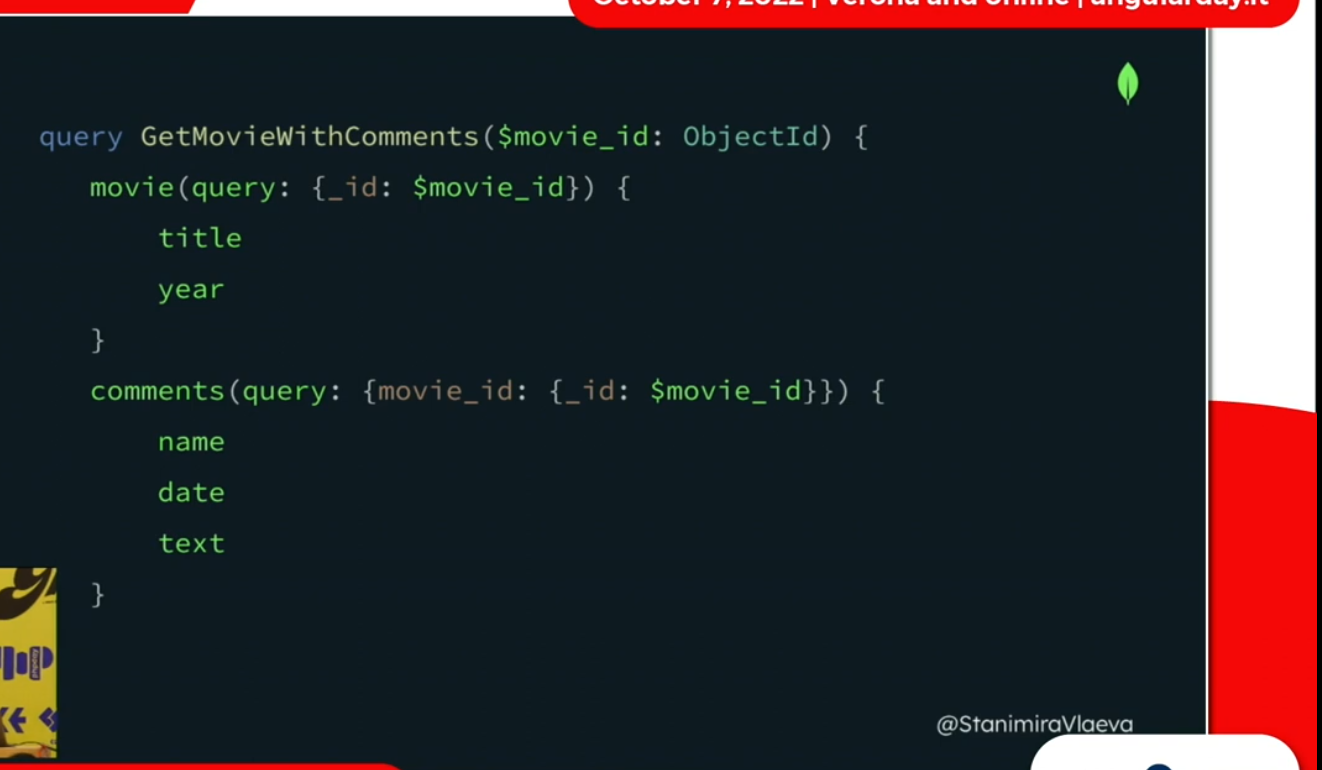 October 7, 2022 | Verona and online | angularday.it
query GetMovieWithComments($movie_id: ObjectId) {
movie(query: {_id: $movie_id}) {
title
year
}
comments(query: {movie_id: {_id: $movie_id}}) {
name
date
text
}
@StanimiraVlaeva